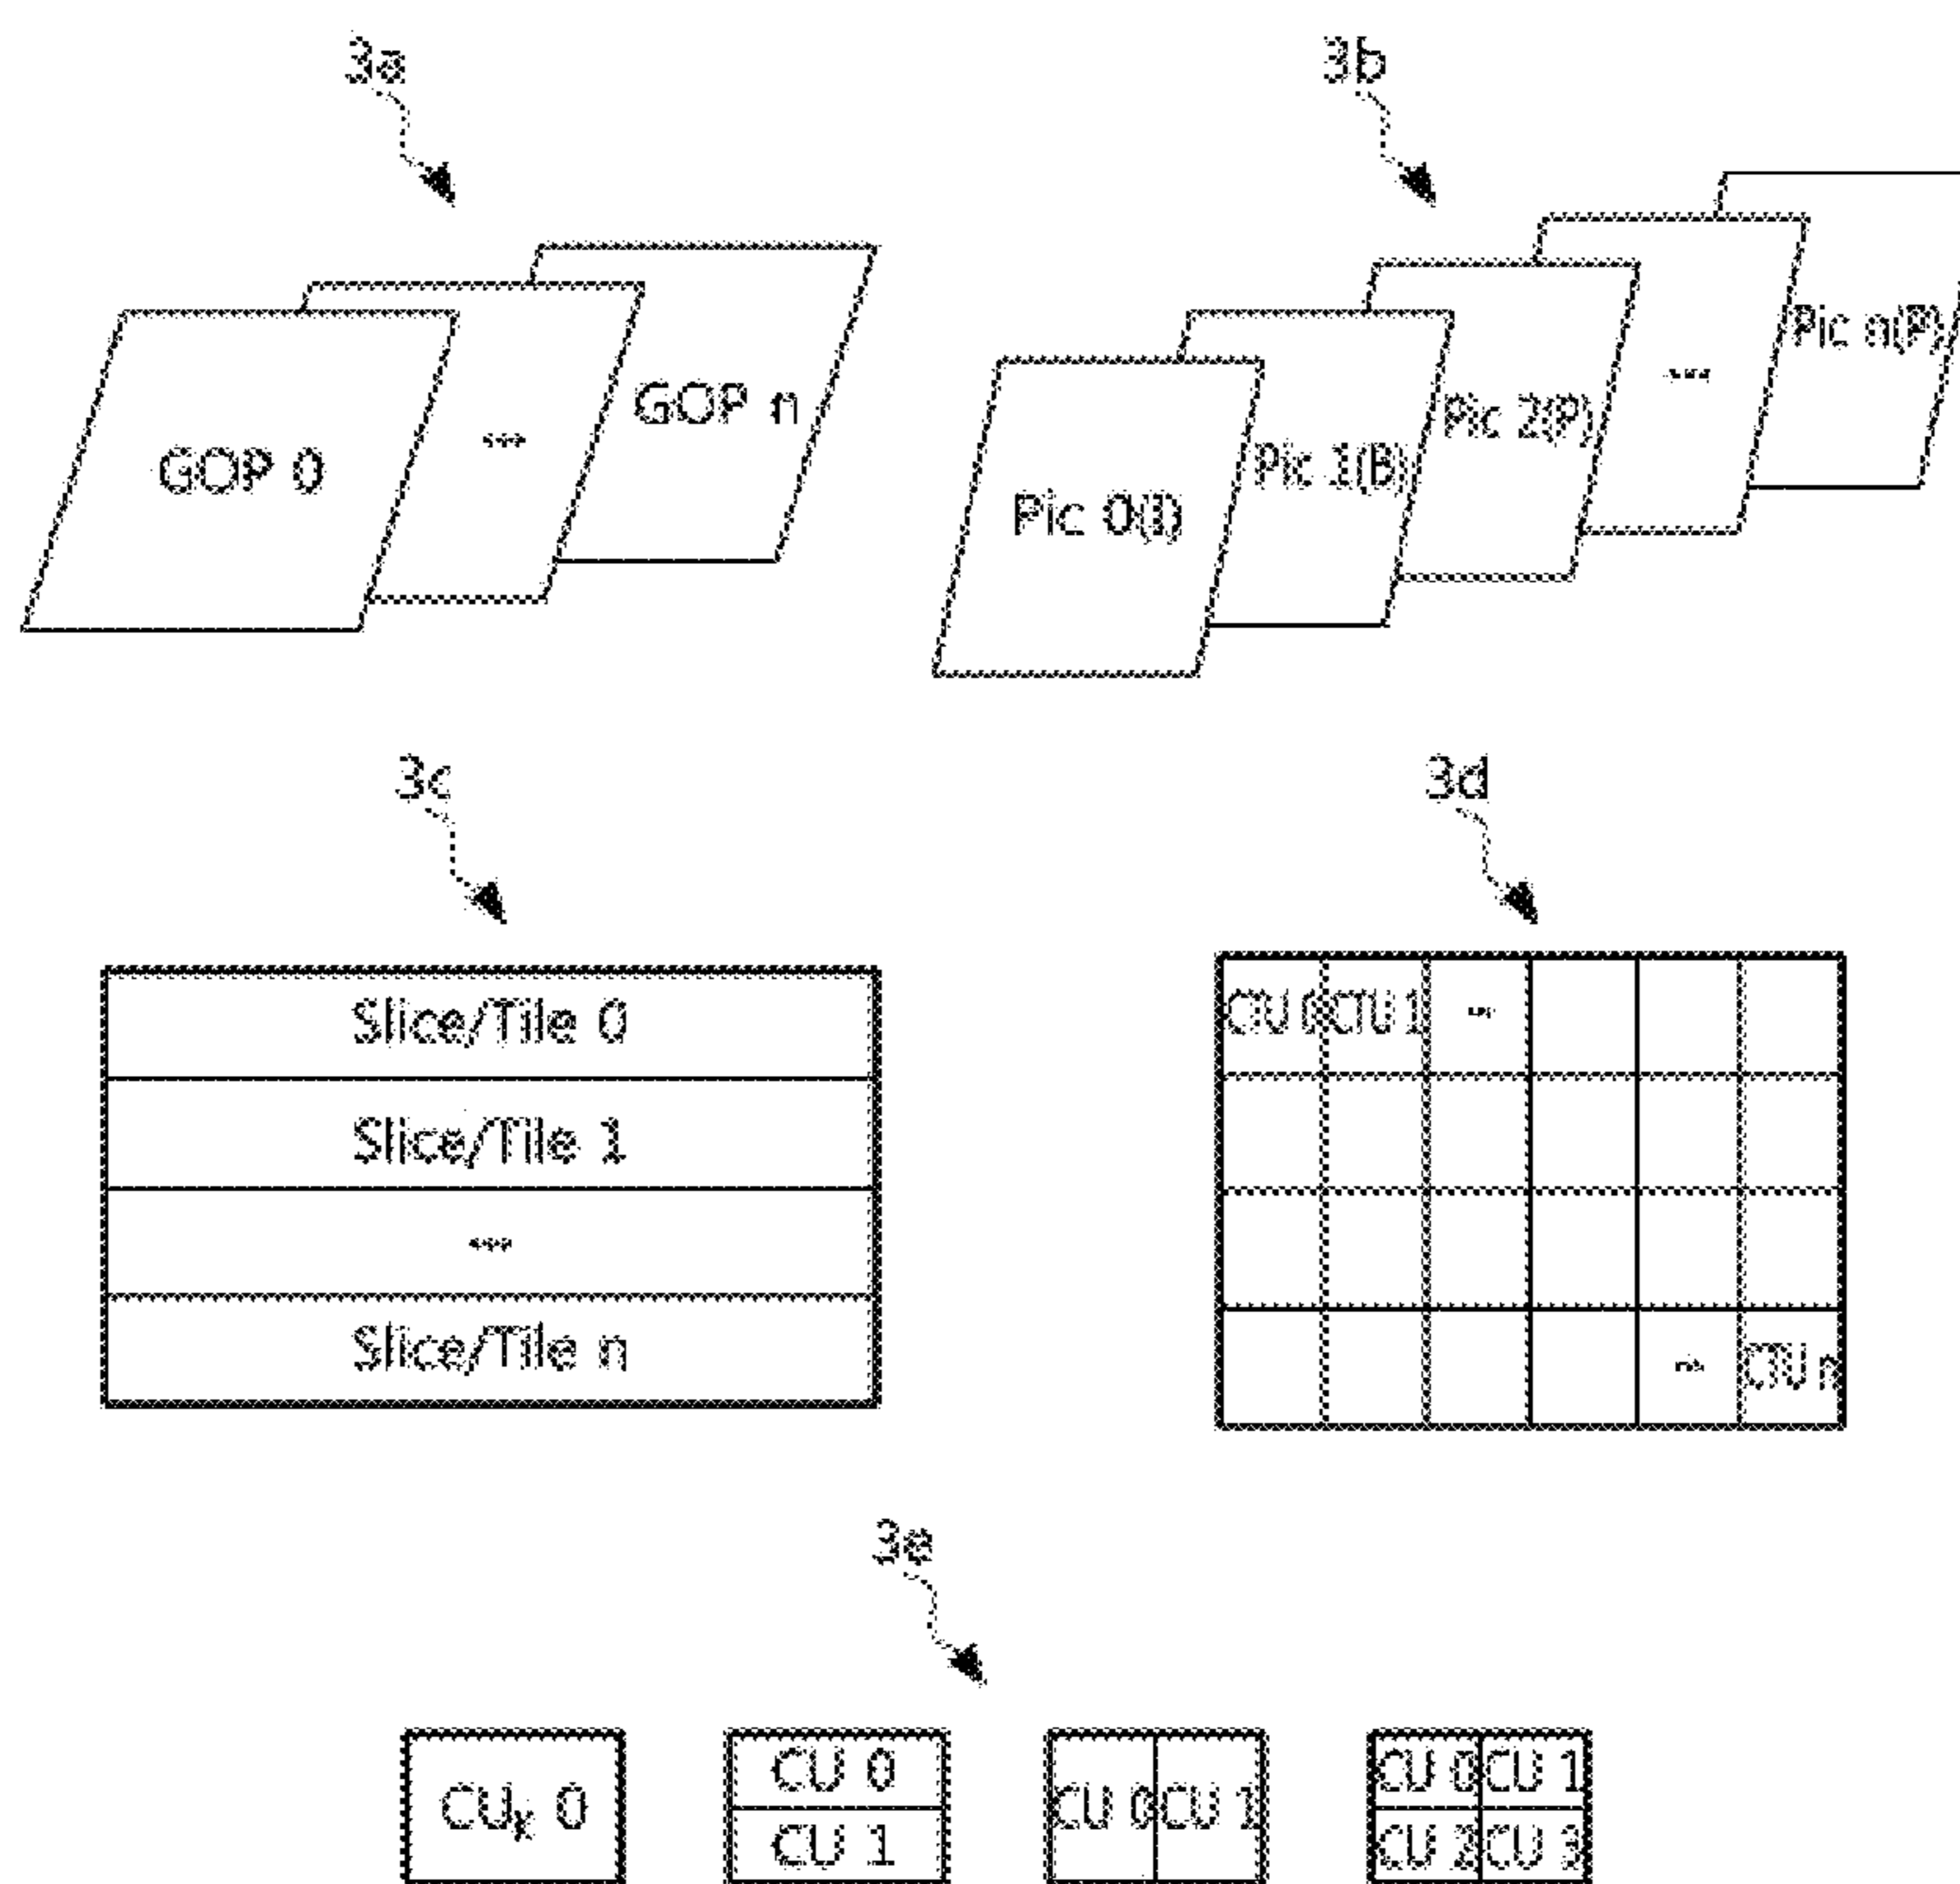 3a
3b
GOP 0
...
GOP n
Pic 0(I)
Pic 1(B)
Pic 2(P)
...
Pic n(P)
3c
3d
Slice/Tile 0
Slice/Tile 1
...
Slice/Tile n
CTU 0 CTU 1 ...
... CTU n
3e
CU 0
CU 0
CU 1
CU 0 CU 1
CU 0 CU 1
CU 2 CU 3